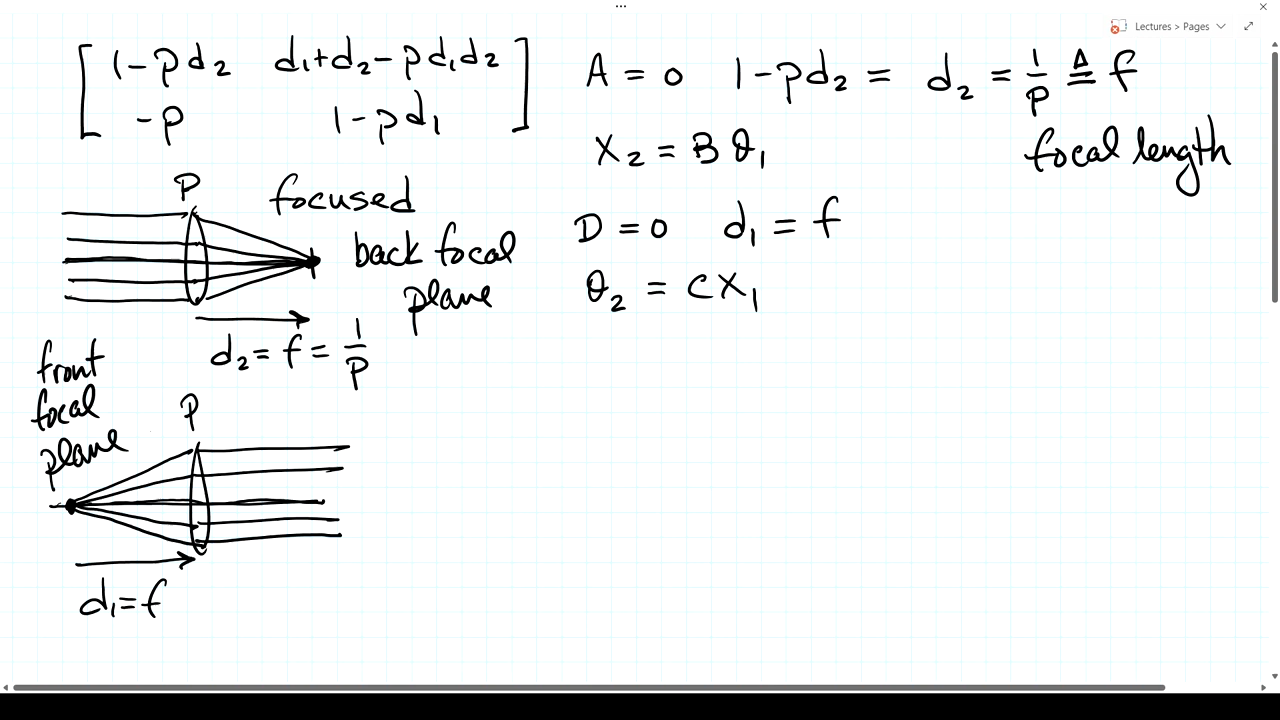 Lectures > Pages
[ 1-pd₂ d₁+d₂-pd₁d₂
-p 1-pd₁ ]
A = 0 1-pd₂ = d₂ = 1/p ≜ f
focal length
x₂ = B θ₁
D = 0 d₁ = f
θ₂ = C x₁
P
focused
back focal
plane
d₂ = f = 1/p
front
focal
plane
P
d₁ = f